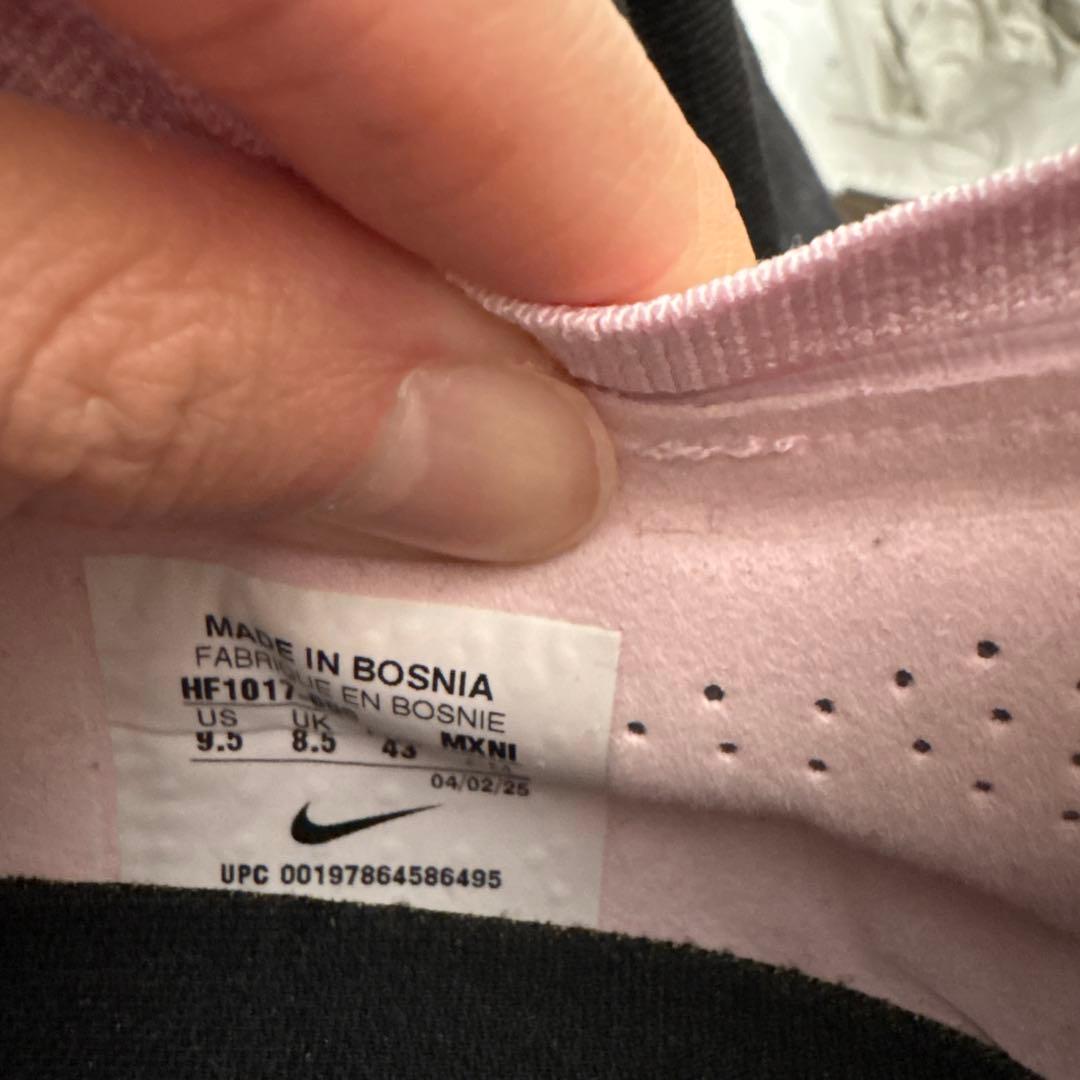 MADE IN BOSNIA
FABRIQUE EN BOSNIE
HF1017
US UK
9.5 8.5 43 MXNI
04/02/25
UPC 00197864586495